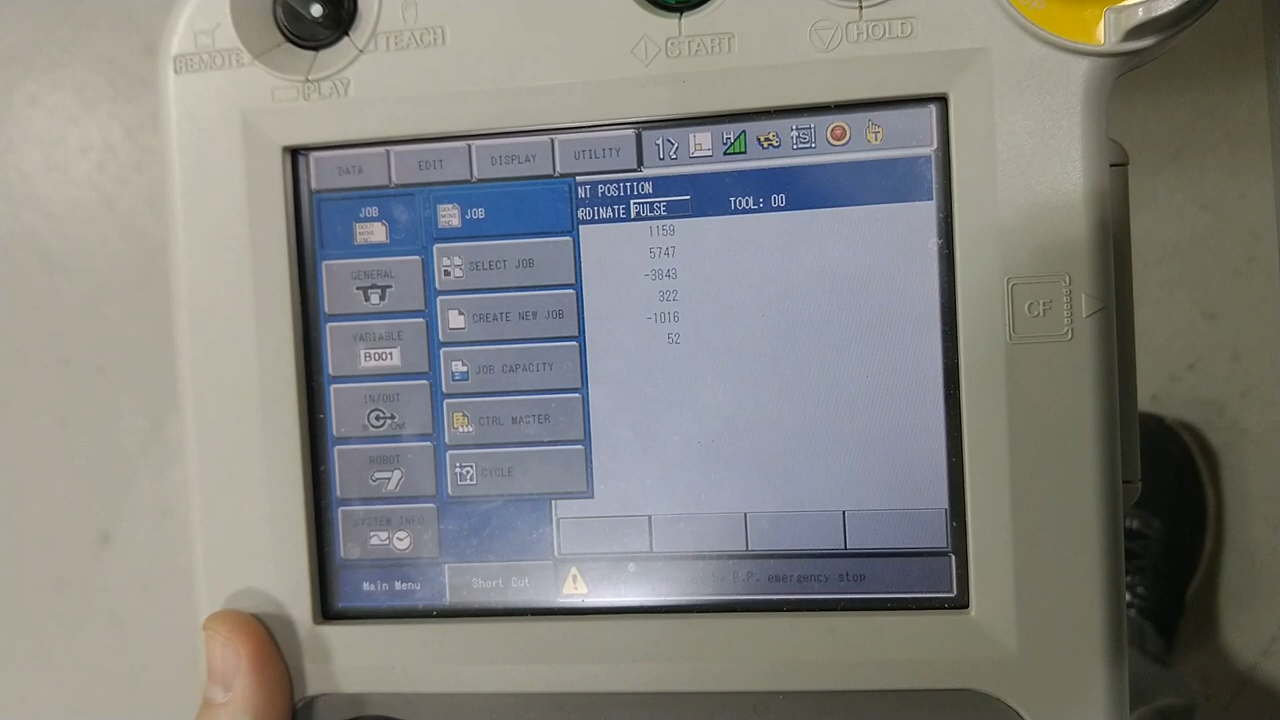 REMOTE
TEACH
PLAY
START
HOLD
DATA
EDIT
DISPLAY
UTILITY
JOB
GENERAL
VARIABLE
B001
IN/OUT
ROBOT
SYSTEM INFO
JOB
SELECT JOB
CREATE NEW JOB
JOB CAPACITY
CTRL MASTER
CYCLE
NT POSITION
RDINATE PULSE TOOL: 00
1159
5747
-3843
322
-1016
52
Main Menu
Short Cut
ed by P.P. emergency stop
CF